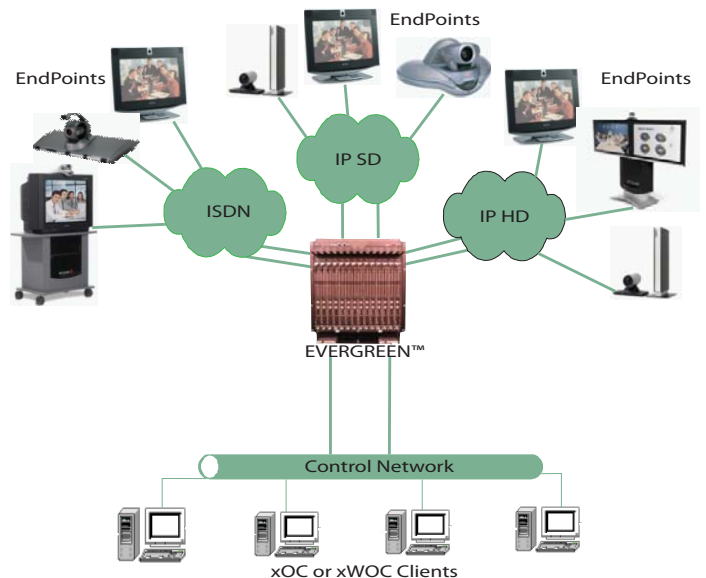 EndPoints
EndPoints
EndPoints
IP SD
ISDN
IP HD
EVERGREEN™
Control Network
xOC or xWOC Clients